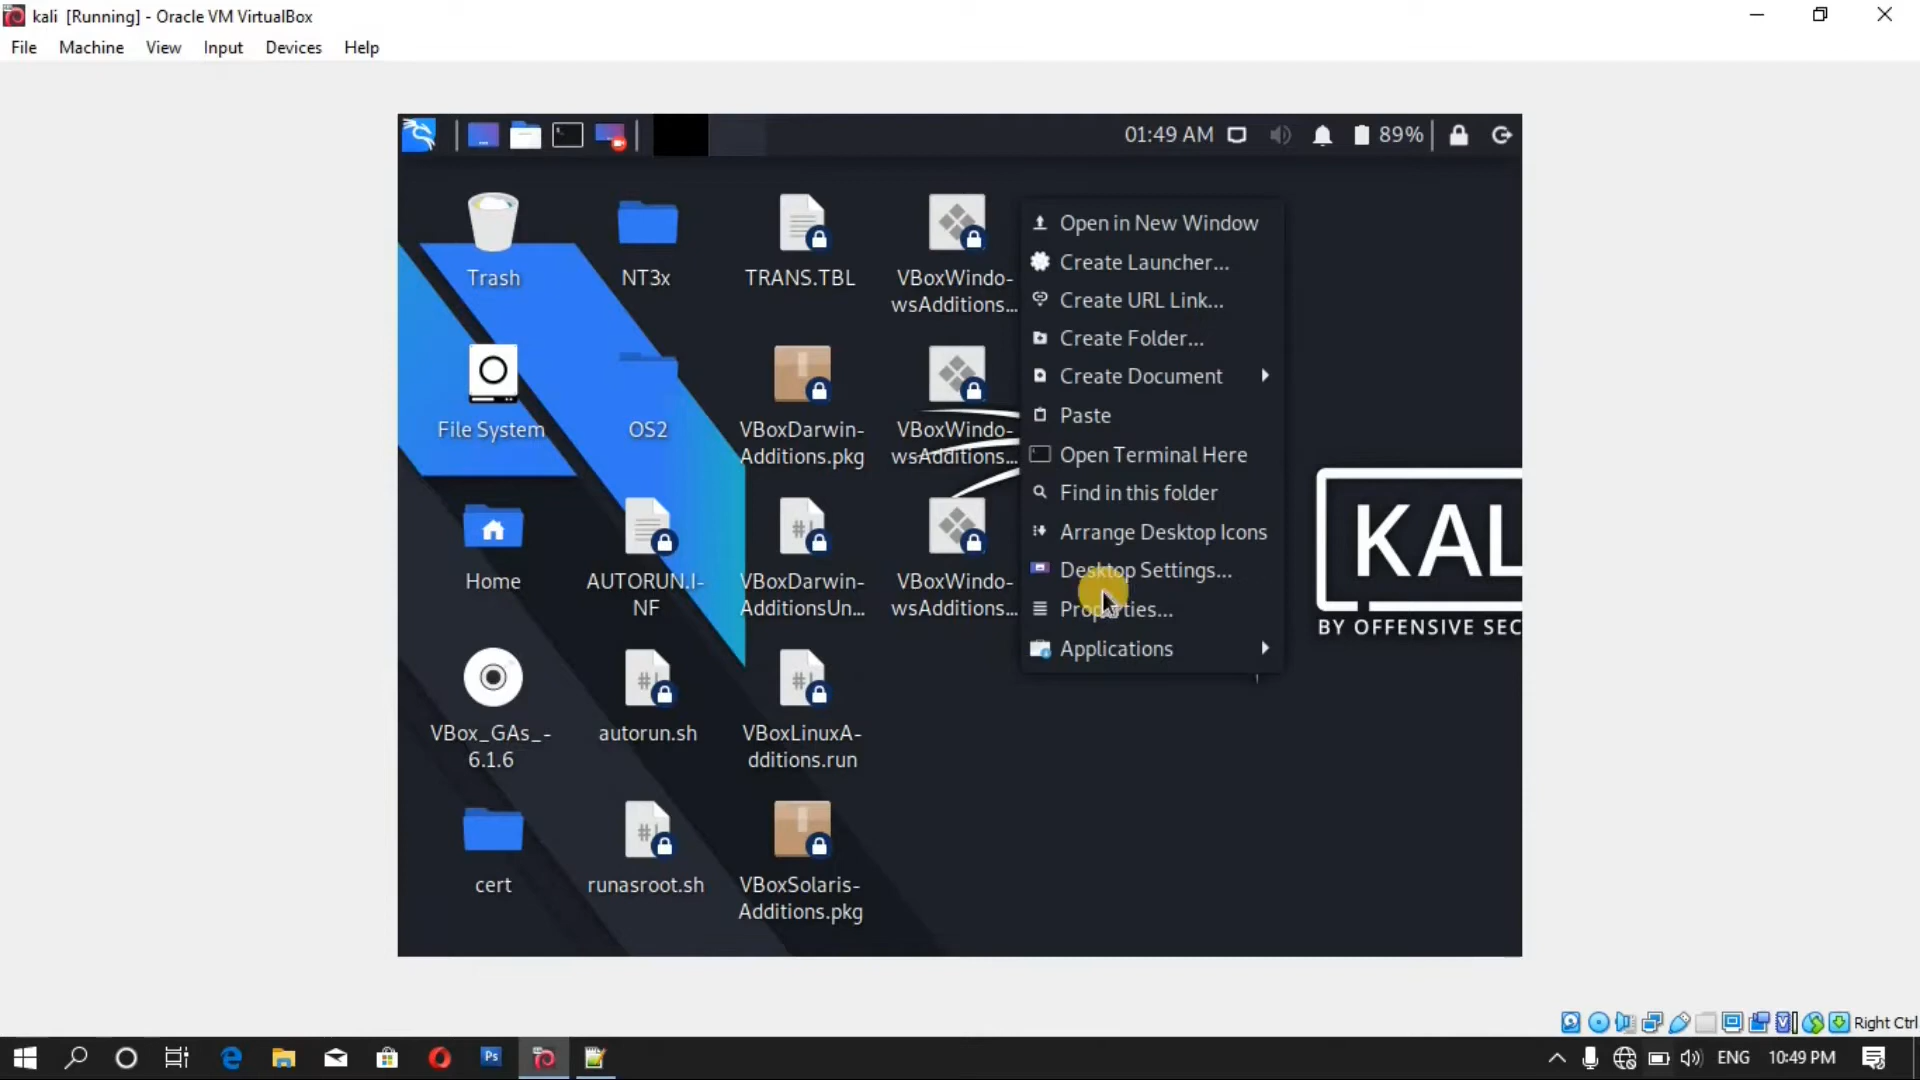 kali [Running] - Oracle VM VirtualBox
File Machine View Input Devices Help
01:49 AM 89%
Trash
NT3x
TRANS.TBL
VBoxWindo-
wsAdditions...
File System
OS2
VBoxDarwin-
Additions.pkg
VBoxWindo-
wsAdditions...
Home
AUTORUN.I-
NF
VBoxDarwin-
AdditionsUn...
VBoxWindo-
wsAdditions...
VBox_GAs_-
6.1.6
autorun.sh
VBoxLinuxA-
dditions.run
cert
runasroot.sh
VBoxSolaris-
Additions.pkg
Open in New Window
Create Launcher...
Create URL Link...
Create Folder...
Create Document
Paste
Open Terminal Here
Find in this folder
Arrange Desktop Icons
Desktop Settings...
Properties...
Applications
KAL
BY OFFENSIVE SEC
Right Ctrl
Ps
ENG 10:49 PM